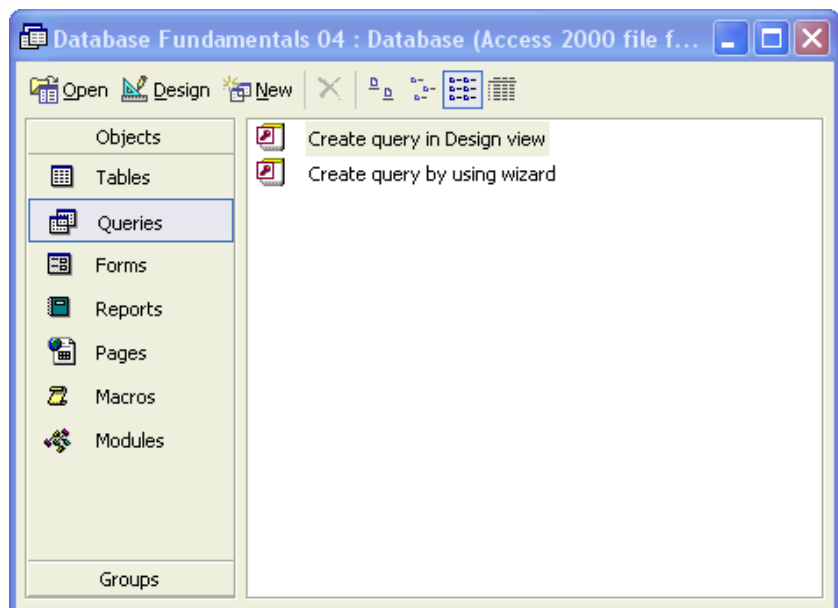 Database Fundamentals 04 : Database (Access 2000 file f...
Open Design New
Objects
Tables
Queries
Forms
Reports
Pages
Macros
Modules
Groups
Create query in Design view
Create query by using wizard